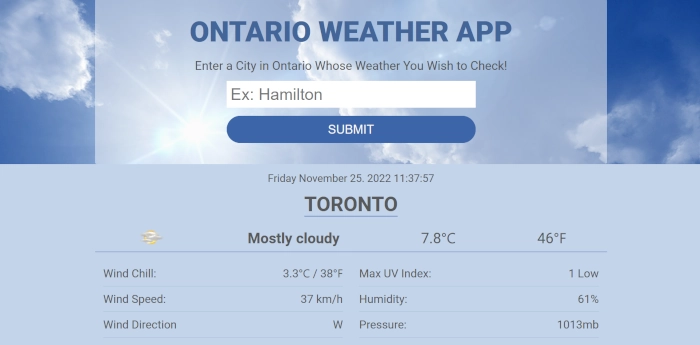 ONTARIO WEATHER APP
Enter a City in Ontario Whose Weather You Wish to Check!
Ex: Hamilton
SUBMIT
Friday November 25. 2022 11:37:57
TORONTO
Mostly cloudy 7.8°C 46°F
Wind Chill: 3.3°C / 38°F Max UV Index: 1 Low
Wind Speed: 37 km/h Humidity: 61%
Wind Direction W Pressure: 1013mb